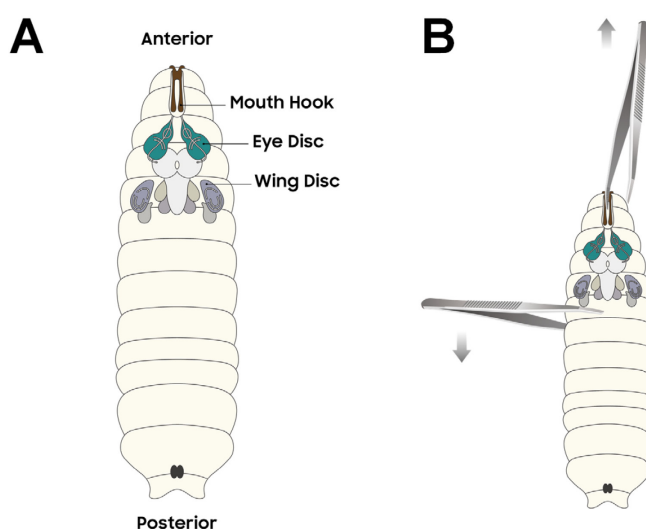 A
B
Anterior
Mouth Hook
Eye Disc
Wing Disc
Posterior